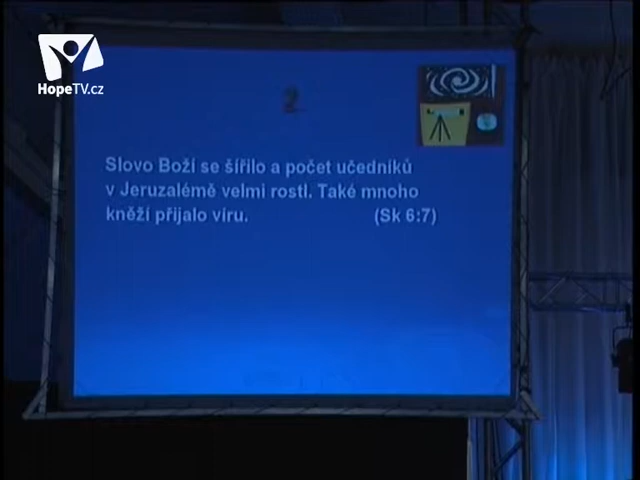 HopeTV.cz
2
Slovo Boží se šířilo a počet učedníků
v Jeruzalémě velmi rostl. Také mnoho
kněží přijalo víru. (Sk 6:7)